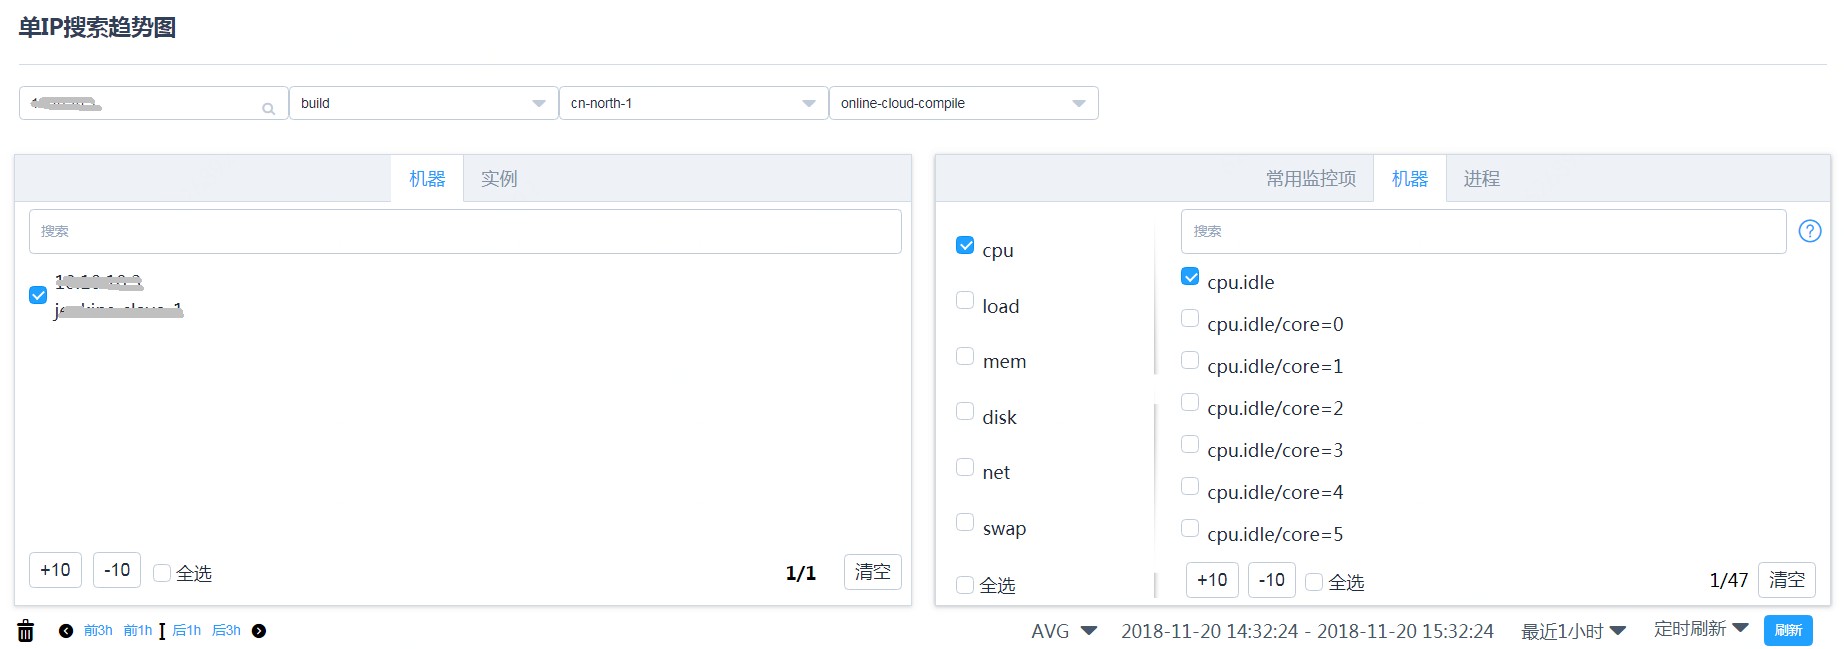 单IP搜索趋势图
build
cn-north-1
online-cloud-compile
机器
实例
搜索
+10
-10
全选
1/1
清空
常用监控项
机器
进程
cpu
load
mem
disk
net
swap
全选
搜索
?
cpu.idle
cpu.idle/core=0
cpu.idle/core=1
cpu.idle/core=2
cpu.idle/core=3
cpu.idle/core=4
cpu.idle/core=5
+10
-10
全选
1/47
清空
前3h 前1h 后1h 后3h
AVG 2018-11-20 14:32:24 - 2018-11-20 15:32:24 最近1小时 定时刷新 刷新